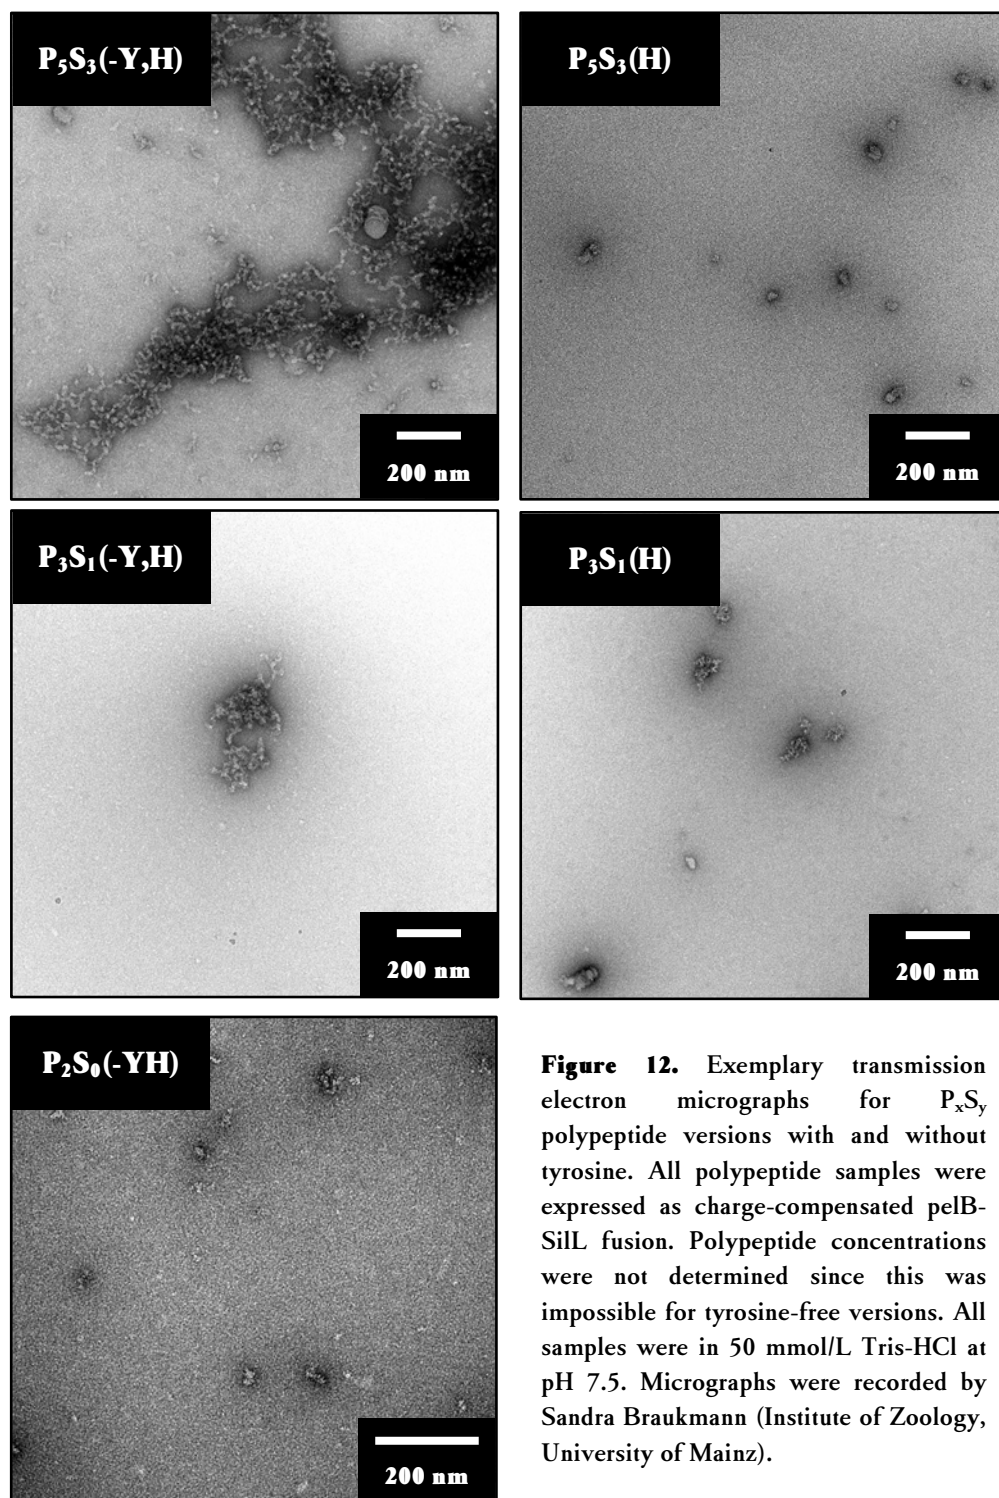 P₅S₃(-Y,H)
200 nm
P₅S₃(H)
200 nm
P₃S₁(-Y,H)
200 nm
P₃S₁(H)
200 nm
P₂S₀(-YH)
200 nm
Figure 12. Exemplary transmission
electron micrographs for PₓSᵧ
polypeptide versions with and without
tyrosine. All polypeptide samples were
expressed as charge-compensated pelB-
SilL fusion. Polypeptide concentrations
were not determined since this was
impossible for tyrosine-free versions. All
samples were in 50 mmol/L Tris-HCl at
pH 7.5. Micrographs were recorded by
Sandra Braukmann (Institute of Zoology,
University of Mainz).